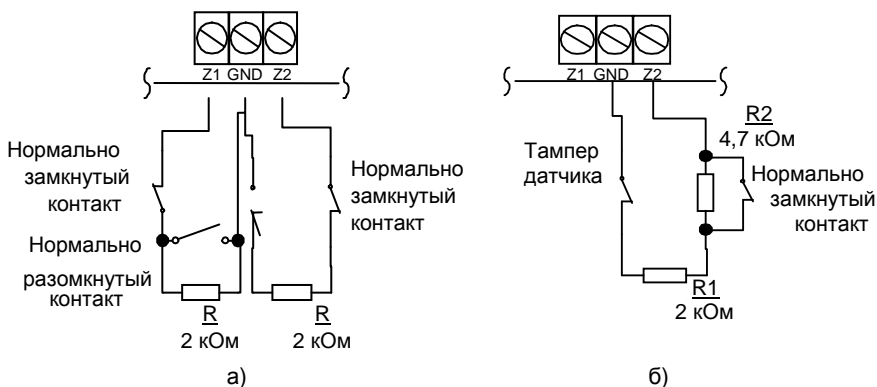 Z1 GND Z2
Нормально
замкнутый
контакт
Нормально
разомкнутый
контакт
Нормально
замкнутый
контакт
R
2 кОм
R
2 кОм
а)
Z1 GND Z2
Тампер
датчика
R2
4,7 кОм
Нормально
замкнутый
контакт
R1
2 кОм
б)